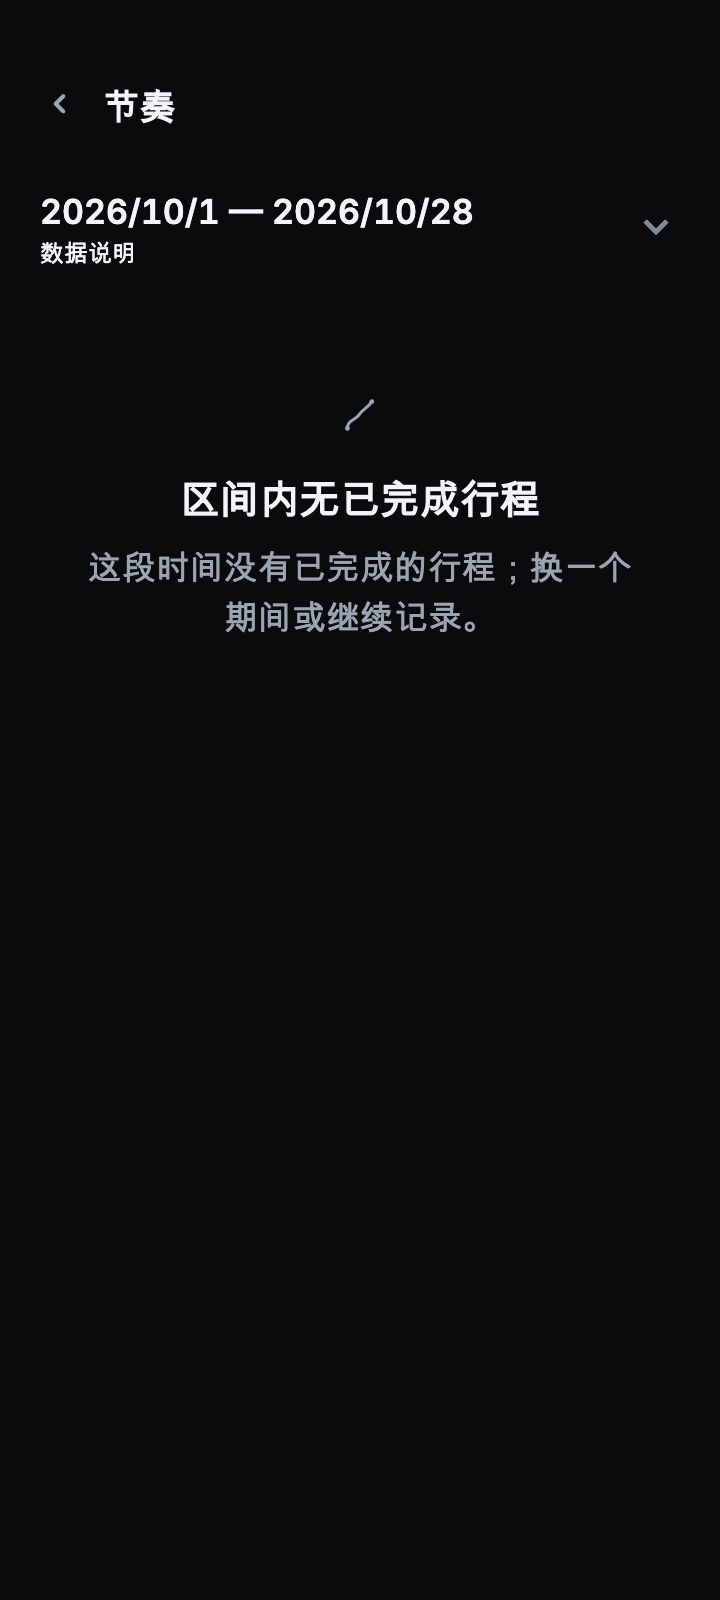 节奏
2026/10/1 — 2026/10/28
数据说明
区间内无已完成行程
这段时间没有已完成的行程；换一个
期间或继续记录。